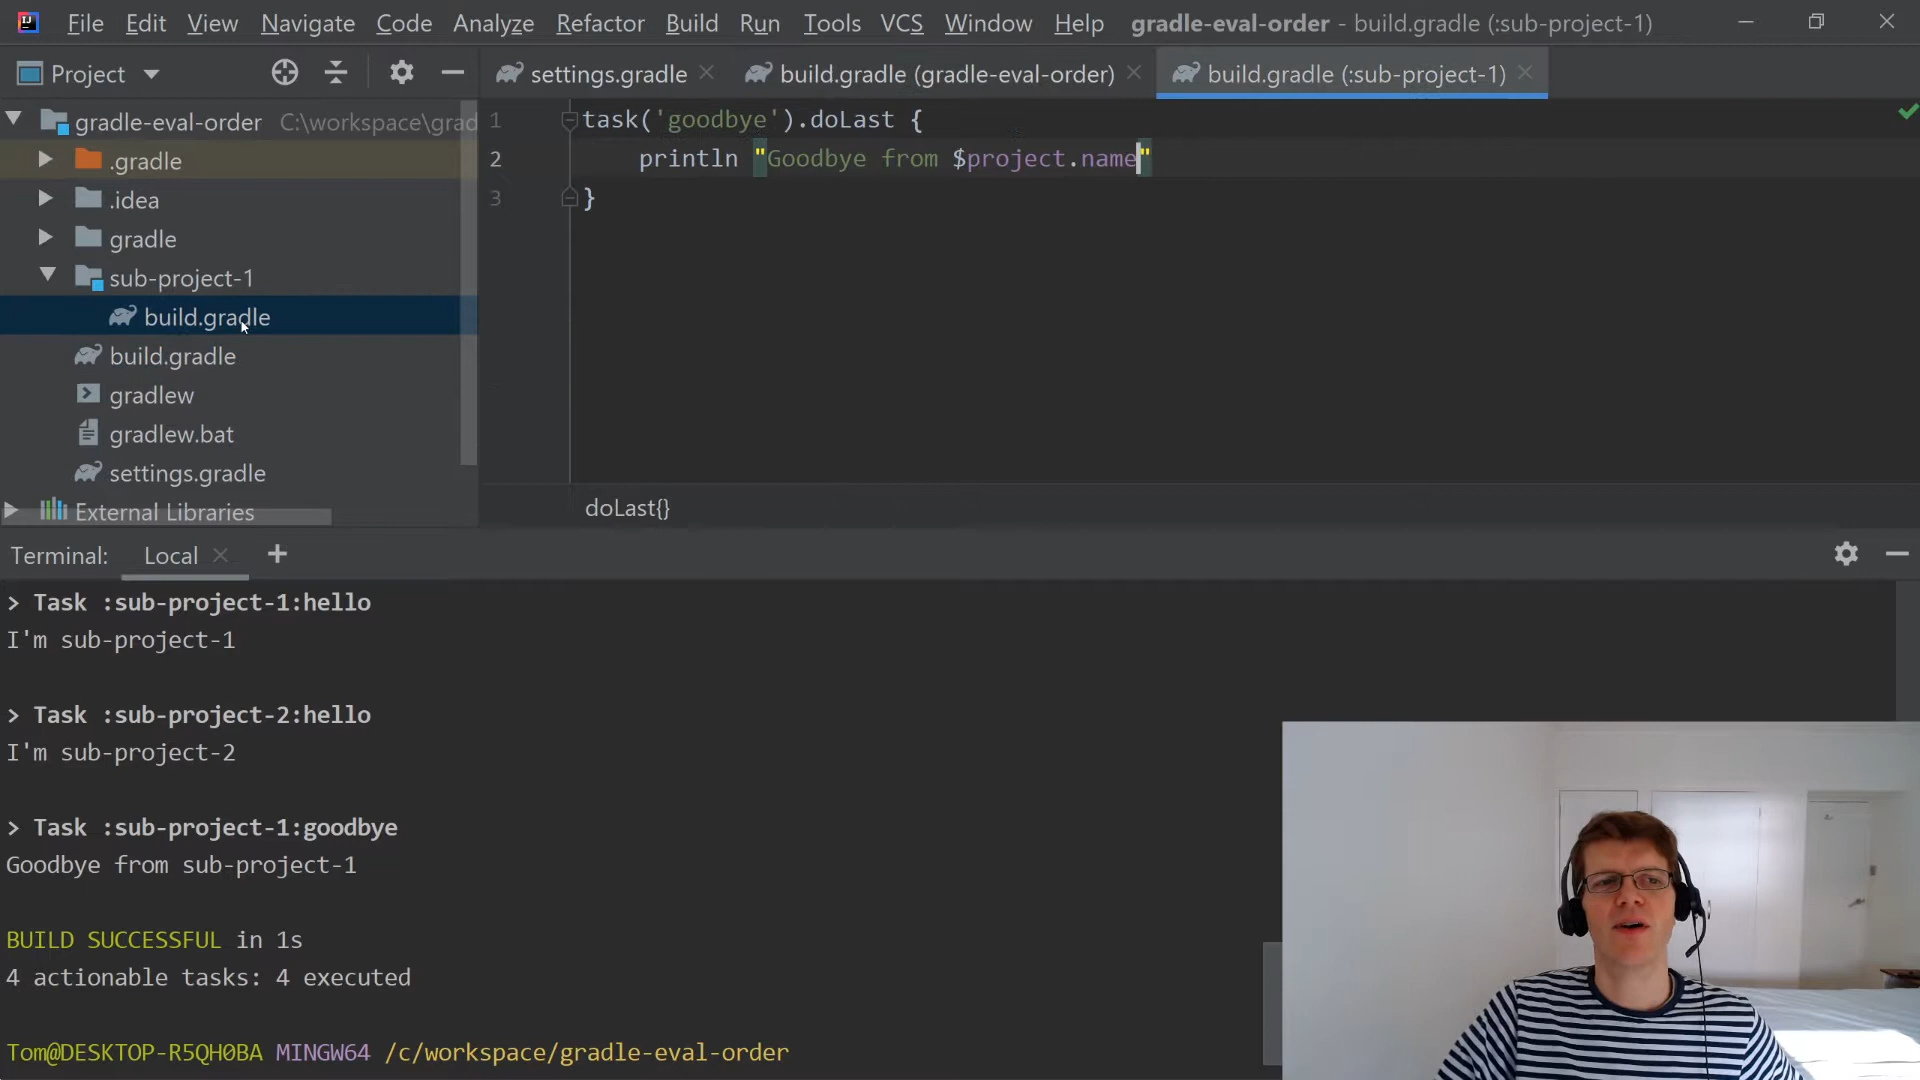 File Edit View Navigate Code Analyze Refactor Build Run Tools VCS Window Help gradle-eval-order - build.gradle (:sub-project-1)
Project
settings.gradle
build.gradle (gradle-eval-order)
build.gradle (:sub-project-1)
gradle-eval-order C:\workspace\grad
.gradle
.idea
gradle
sub-project-1
build.gradle
build.gradle
gradlew
gradlew.bat
settings.gradle
External Libraries
1 task('goodbye').doLast {
2 println "Goodbye from $project.name"
3 }
doLast{}
Terminal: Local
> Task :sub-project-1:hello
I'm sub-project-1
> Task :sub-project-2:hello
I'm sub-project-2
> Task :sub-project-1:goodbye
Goodbye from sub-project-1
BUILD SUCCESSFUL in 1s
4 actionable tasks: 4 executed
Tom@DESKTOP-R5QH0BA MINGW64 /c/workspace/gradle-eval-order